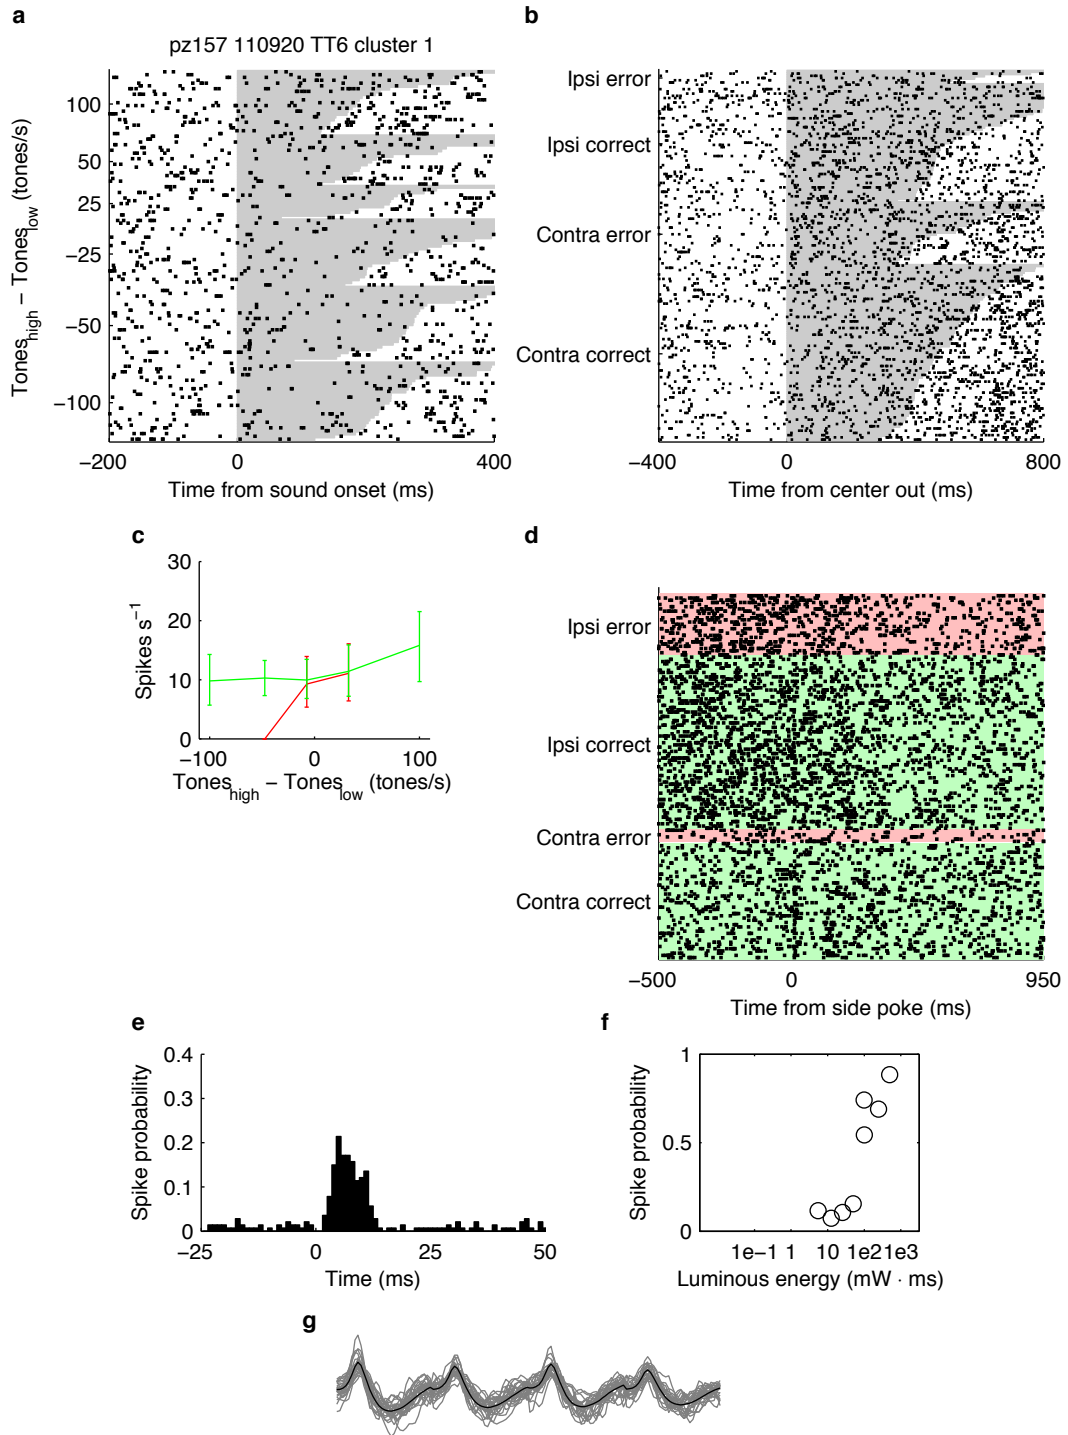 a
pz157 110920 TT6 cluster 1
100
50
25
−25
−50
−100
Tones_high − Tones_low (tones/s)
−200 0 400
Time from sound onset (ms)
b
Ipsi error
Ipsi correct
Contra error
Contra correct
−400 0 800
Time from center out (ms)
c
30
20
10
0
Spikes s⁻¹
−100 0 100
Tones_high − Tones_low (tones/s)
d
Ipsi error
Ipsi correct
Contra error
Contra correct
−500 0 950
Time from side poke (ms)
e
0.4
0.3
0.2
0.1
0
Spike probability
−25 0 25 50
Time (ms)
f
1
0.5
0
Spike probability
1e−1 1 10 1e2 1e3
Luminous energy (mW · ms)
g